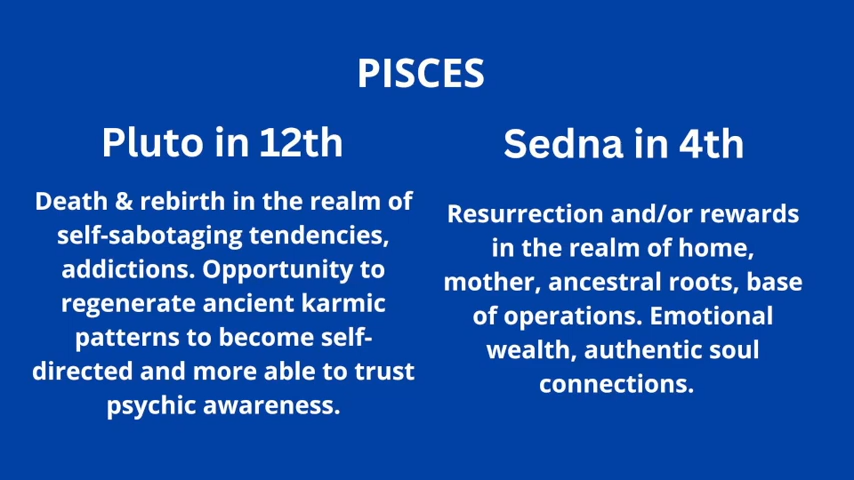 PISCES
Pluto in 12th
Death & rebirth in the realm of
self-sabotaging tendencies,
addictions. Opportunity to
regenerate ancient karmic
patterns to become self-
directed and more able to trust
psychic awareness.
Sedna in 4th
Resurrection and/or rewards
in the realm of home,
mother, ancestral roots, base
of operations. Emotional
wealth, authentic soul
connections.